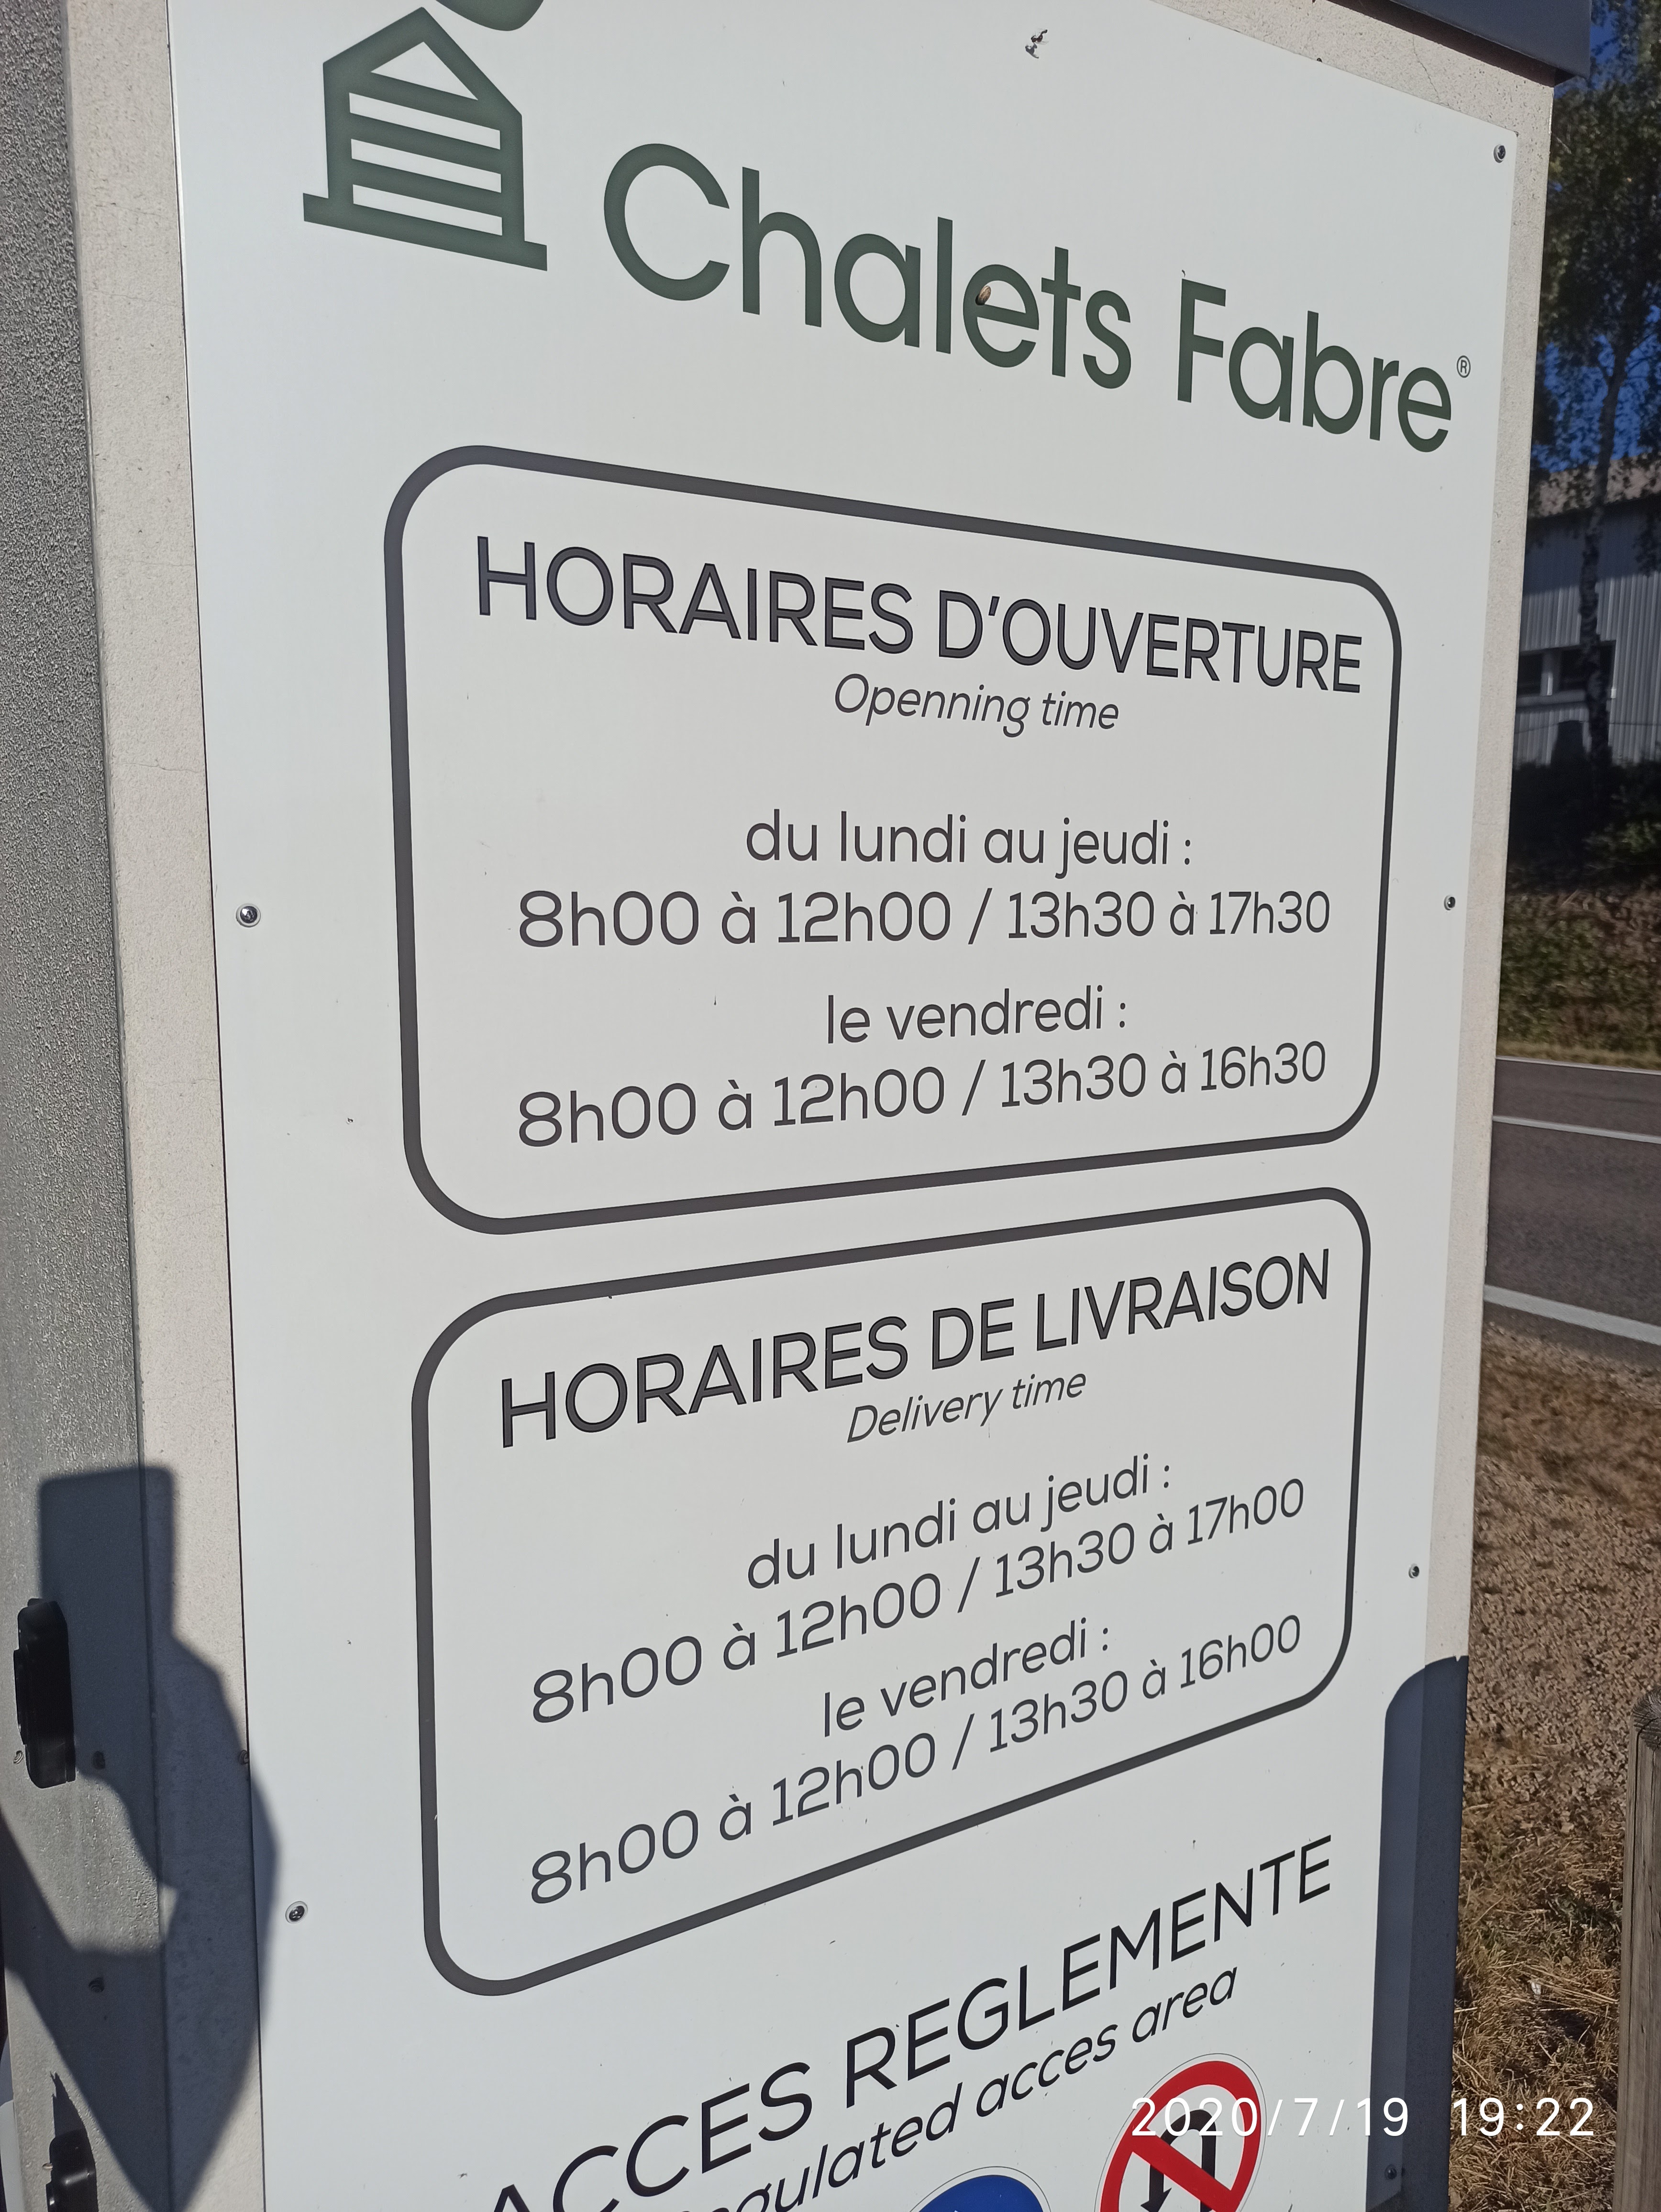 Chalets Fabre®
HORAIRES D'OUVERTURE
Openning time
du lundi au jeudi :
8h00 à 12h00 / 13h30 à 17h30
le vendredi :
8h00 à 12h00 / 13h30 à 16h30
HORAIRES DE LIVRAISON
Delivery time
du lundi au jeudi :
8h00 à 12h00 / 13h30 à 17h00
le vendredi :
8h00 à 12h00 / 13h30 à 16h00
ACCES REGLEMENTE
acces area
2020/7/19 19:22